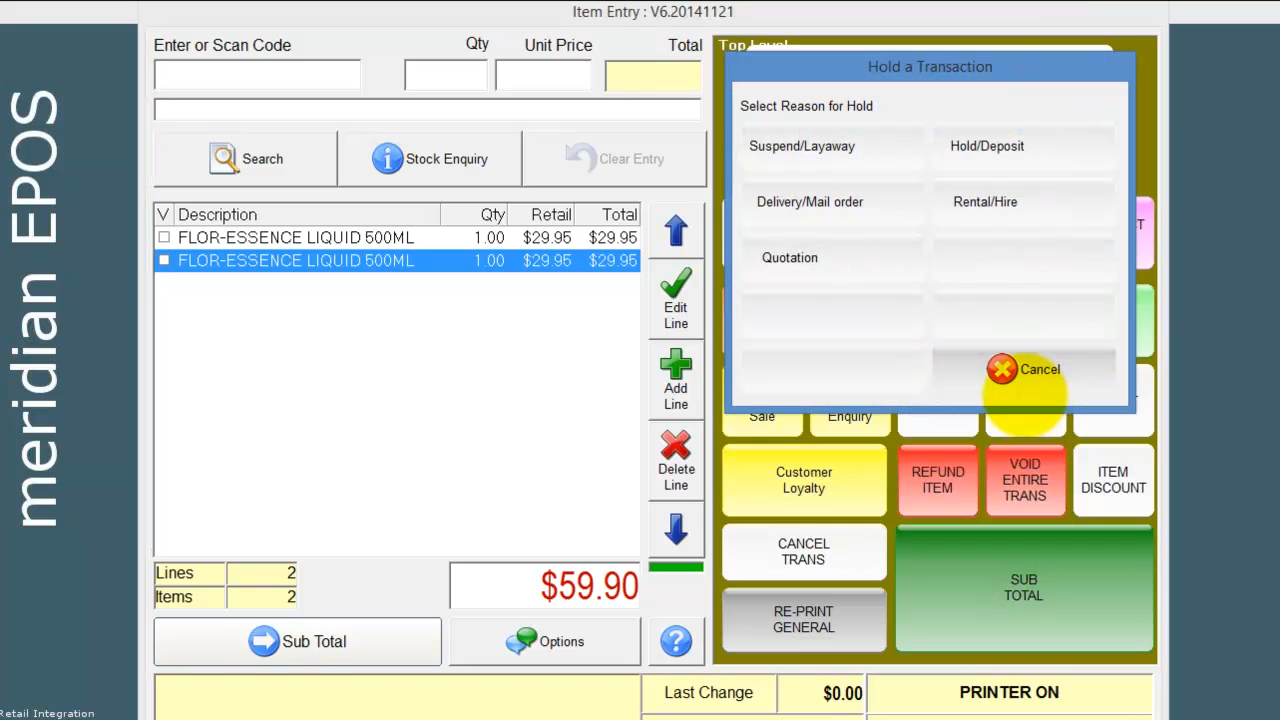 Item Entry : V6.20141121
meridian EPOS
Enter or Scan Code
Qty
Unit Price
Total
Search
Stock Enquiry
Clear Entry
V Description Qty Retail Total
FLOR-ESSENCE LIQUID 500ML 1.00 $29.95 $29.95
FLOR-ESSENCE LIQUID 500ML 1.00 $29.95 $29.95
Edit
Line
Add
Line
Delete
Line
Lines 2
Items 2
$59.90
Sub Total
Options
Top Level
Hold a Transaction
Select Reason for Hold
Suspend/Layaway
Hold/Deposit
Delivery/Mail order
Rental/Hire
Quotation
Cancel
Sale
Enquiry
Customer
Loyalty
REFUND
ITEM
VOID
ENTIRE
TRANS
ITEM
DISCOUNT
CANCEL
TRANS
SUB
TOTAL
RE-PRINT
GENERAL
Last Change
$0.00
PRINTER ON
Retail Integration